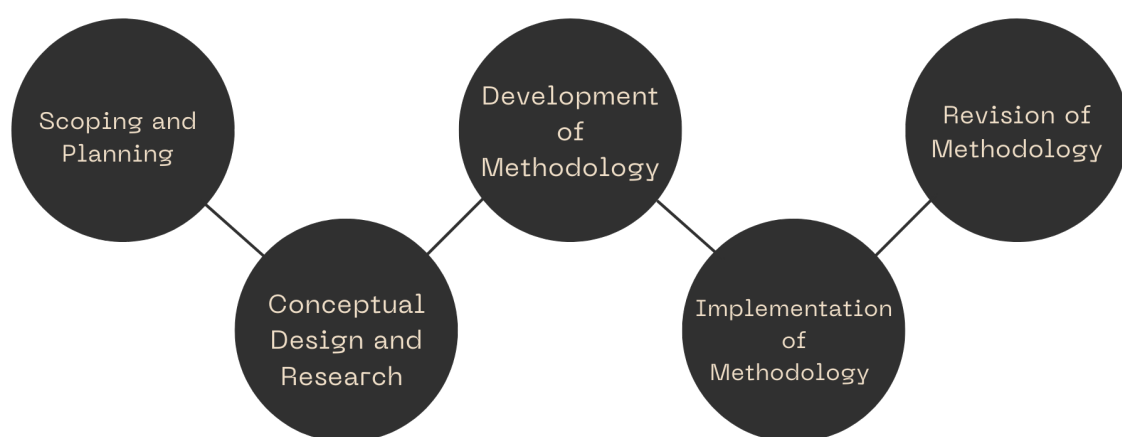 Scoping and
Planning
Conceptual
Design and
Research
Development
of
Methodology
Implementation
of
Methodology
Revision of
Methodology